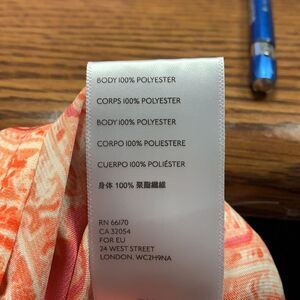 BODY 100% POLYESTER
CORPS 100% POLYESTER
BODY 100% POLYESTER
CORPO 100% POLIESTERE
CUERPO 100% POLIÉSTER
身体 100% 聚酯纖維
RN 66170
CA 32054
FOR EU
74 WEST STREET
LONDON, WC2H9NA